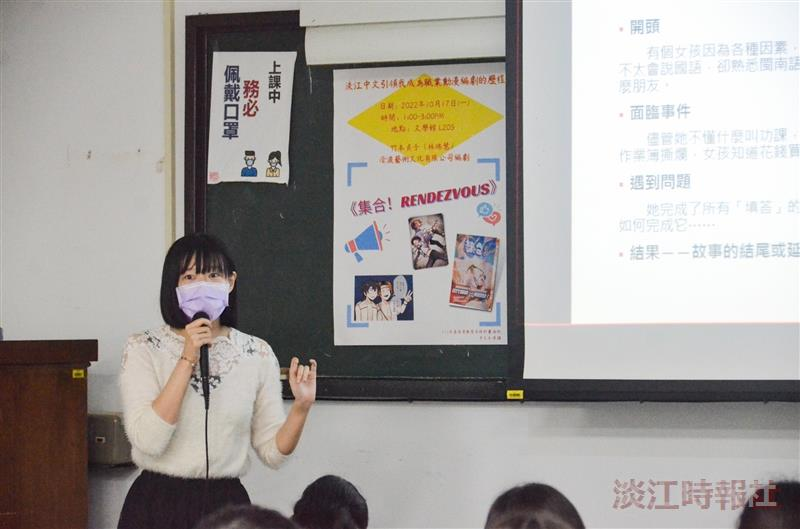 上課中
務必
佩戴口罩
淡江中文引領我成為職業動漫編劇的歷程
日期：2022年10月17日(一)
時間：1:00-3:00PM
地點：文學館 L205
《集合！RENDEZVOUS》
開頭
有個女孩因為各種因素，
不太會說國語，卻熟悉閩南語
麼朋友。
面臨事件
儘管她不懂什麼叫功課，
作業簿撕爛，女孩知道花錢買
遇到問題
她完成了所有「填答」的
如何完成它……
結果——故事的結尾或延
淡江時報社